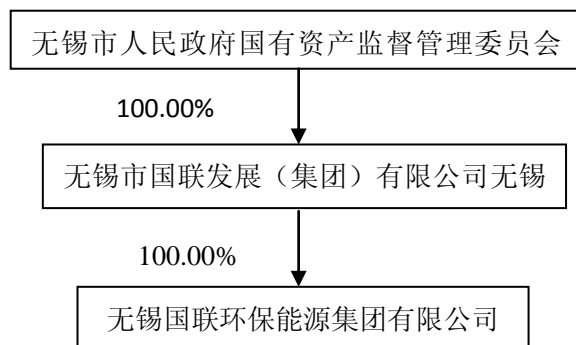 无锡市人民政府国有资产监督管理委员会
100.00%
无锡市国联发展（集团）有限公司无锡
100.00%
无锡国联环保能源集团有限公司